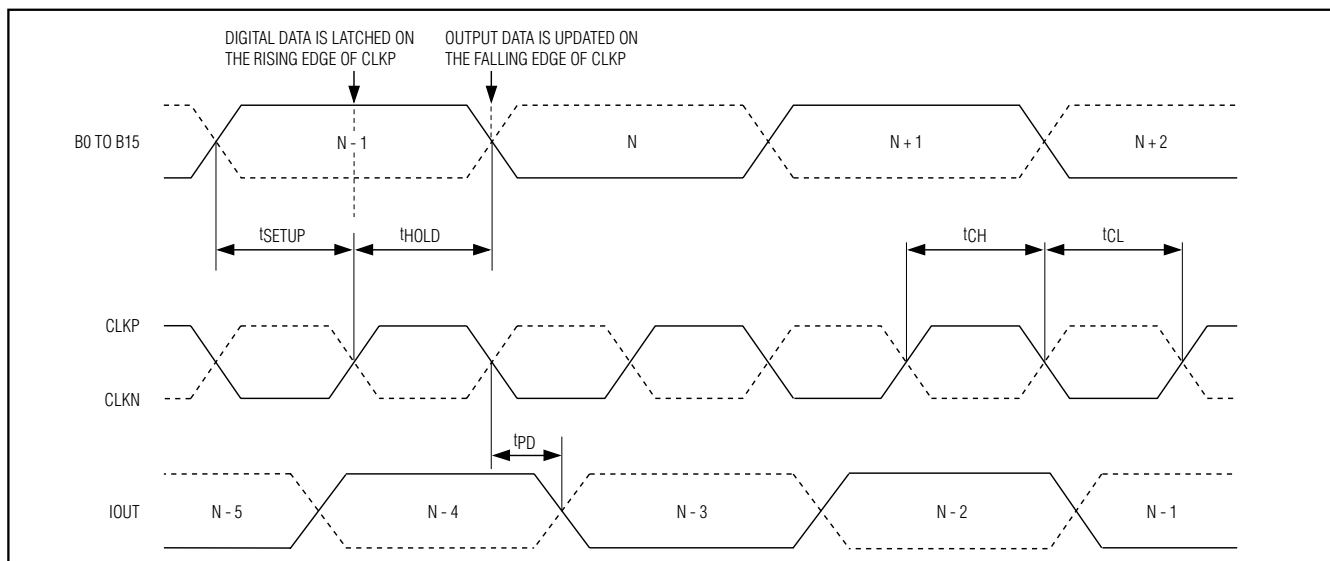 DIGITAL DATA IS LATCHED ON
THE RISING EDGE OF CLKP
OUTPUT DATA IS UPDATED ON
THE FALLING EDGE OF CLKP
B0 TO B15
N - 1
N
N + 1
N + 2
tSETUP
tHOLD
tCH
tCL
CLKP
CLKN
tPD
IOUT
N - 5
N - 4
N - 3
N - 2
N - 1